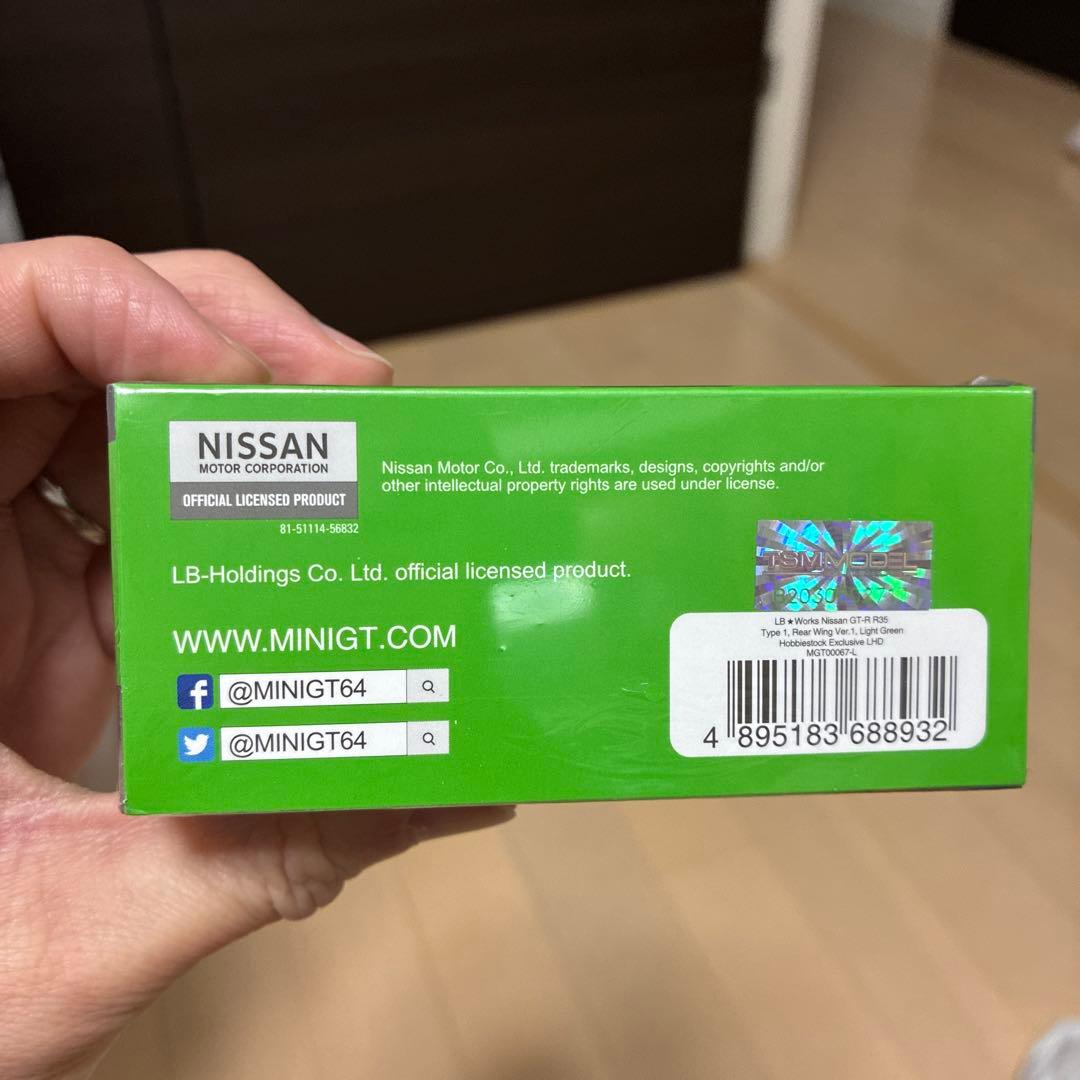 NISSAN
MOTOR CORPORATION
OFFICIAL LICENSED PRODUCT
81-51114-56832
Nissan Motor Co., Ltd. trademarks, designs, copyrights and/or
other intellectual property rights are used under license.
LB-Holdings Co. Ltd. official licensed product.
WWW.MINIGT.COM
@MINIGT64
@MINIGT64
TSMMODEL
LB★Works Nissan GT-R R35
Type 1, Rear Wing Ver.1, Light Green
Hobbiestock Exclusive LHD
MGT00067-L
4 895183 688932